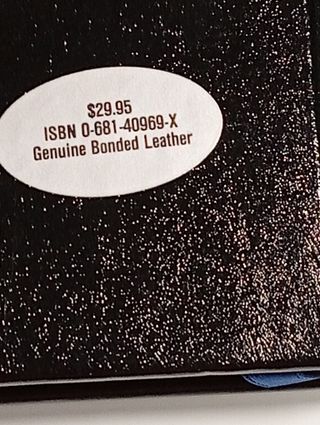 $29.95
ISBN 0-681-40969-X
Genuine Bonded Leather